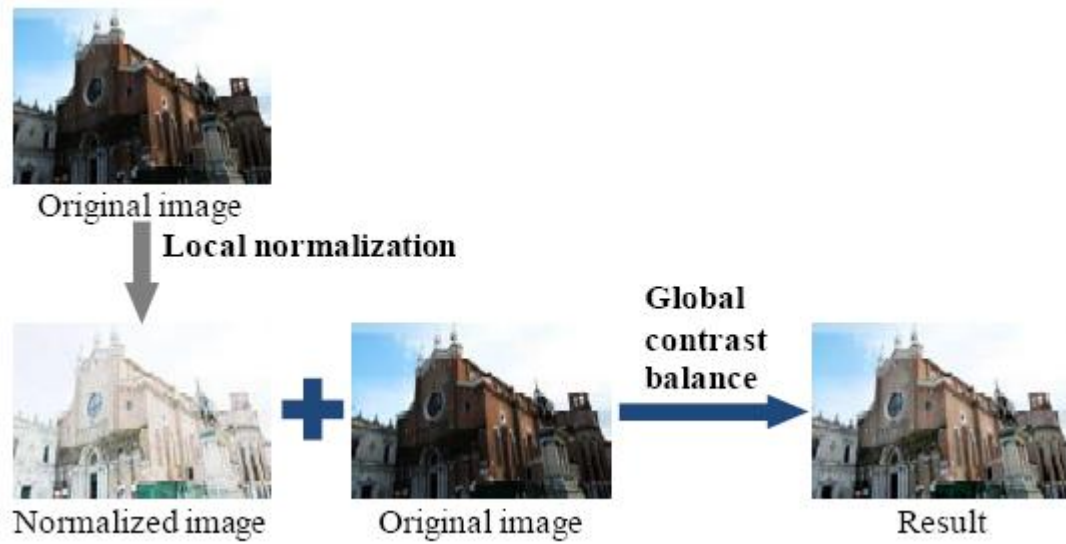 Original image
Local normalization
Global
contrast
balance
Normalized image
Original image
Result